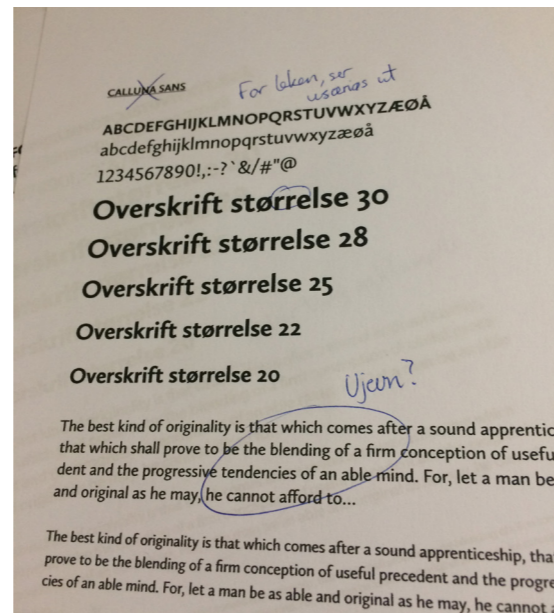 CALLUNA SANS
For leken, ser
useriøs ut
ABCDEFGHIJKLMNOPQRSTUVWXYZÆØÅ
abcdefghijklmnopqrstuvwxyzæøå
1234567890!,:-?`&/#"@
Overskrift størrelse 30
Overskrift størrelse 28
Overskrift størrelse 25
Overskrift størrelse 22
Overskrift størrelse 20
Ujevn?
The best kind of originality is that which comes after a sound apprentic
that which shall prove to be the blending of a firm conception of usefu
dent and the progressive tendencies of an able mind. For, let a man be
and original as he may, he cannot afford to...
The best kind of originality is that which comes after a sound apprenticeship, tha
prove to be the blending of a firm conception of useful precedent and the progre
cies of an able mind. For, let a man be as able and original as he may, he cannot